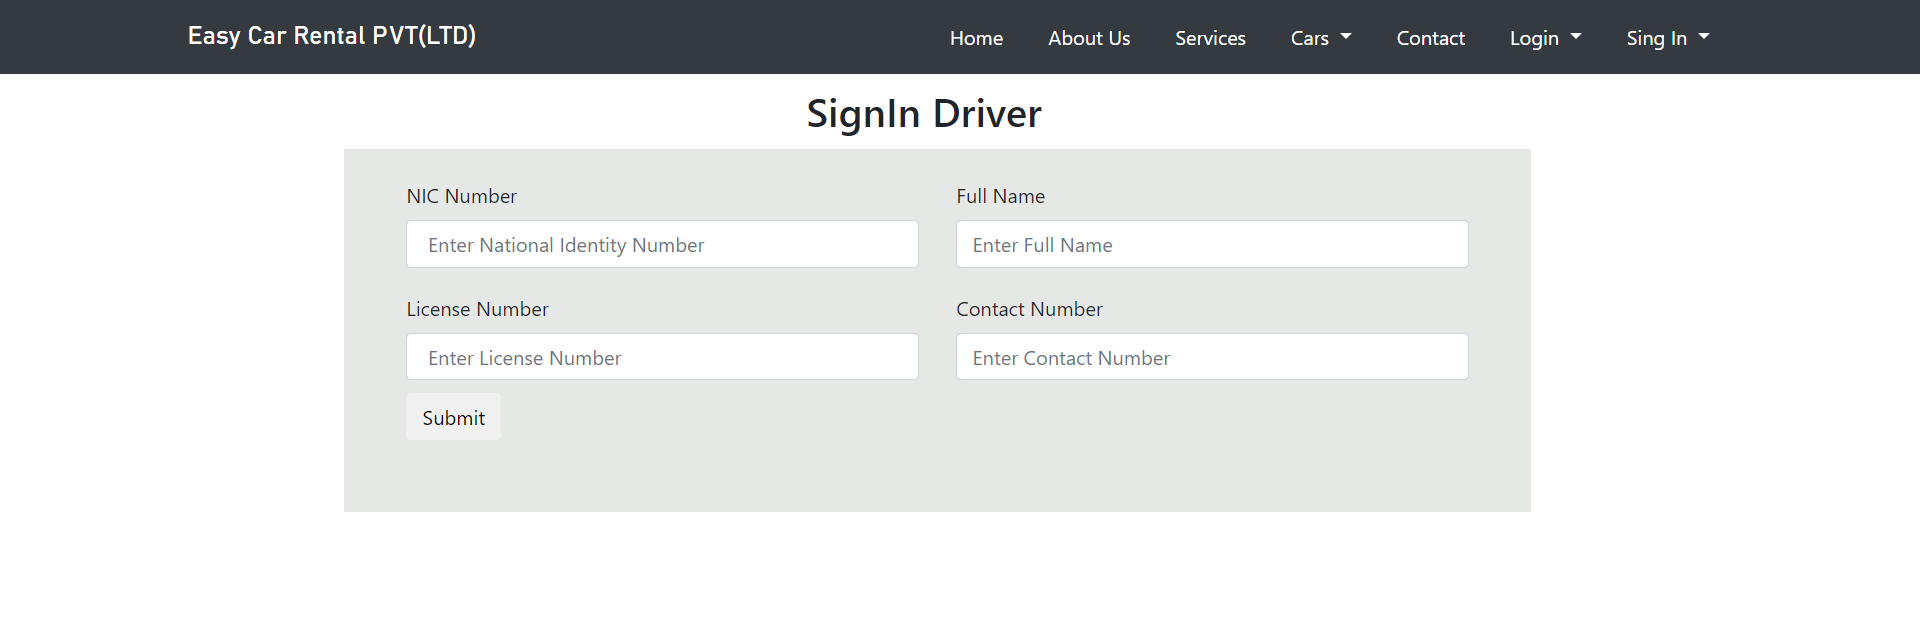 Easy Car Rental PVT(LTD) Home About Us Services Cars Contact Login Sing In
SignIn Driver
NIC Number Full Name
Enter National Identity Number Enter Full Name
License Number Contact Number
Enter License Number Enter Contact Number
Submit